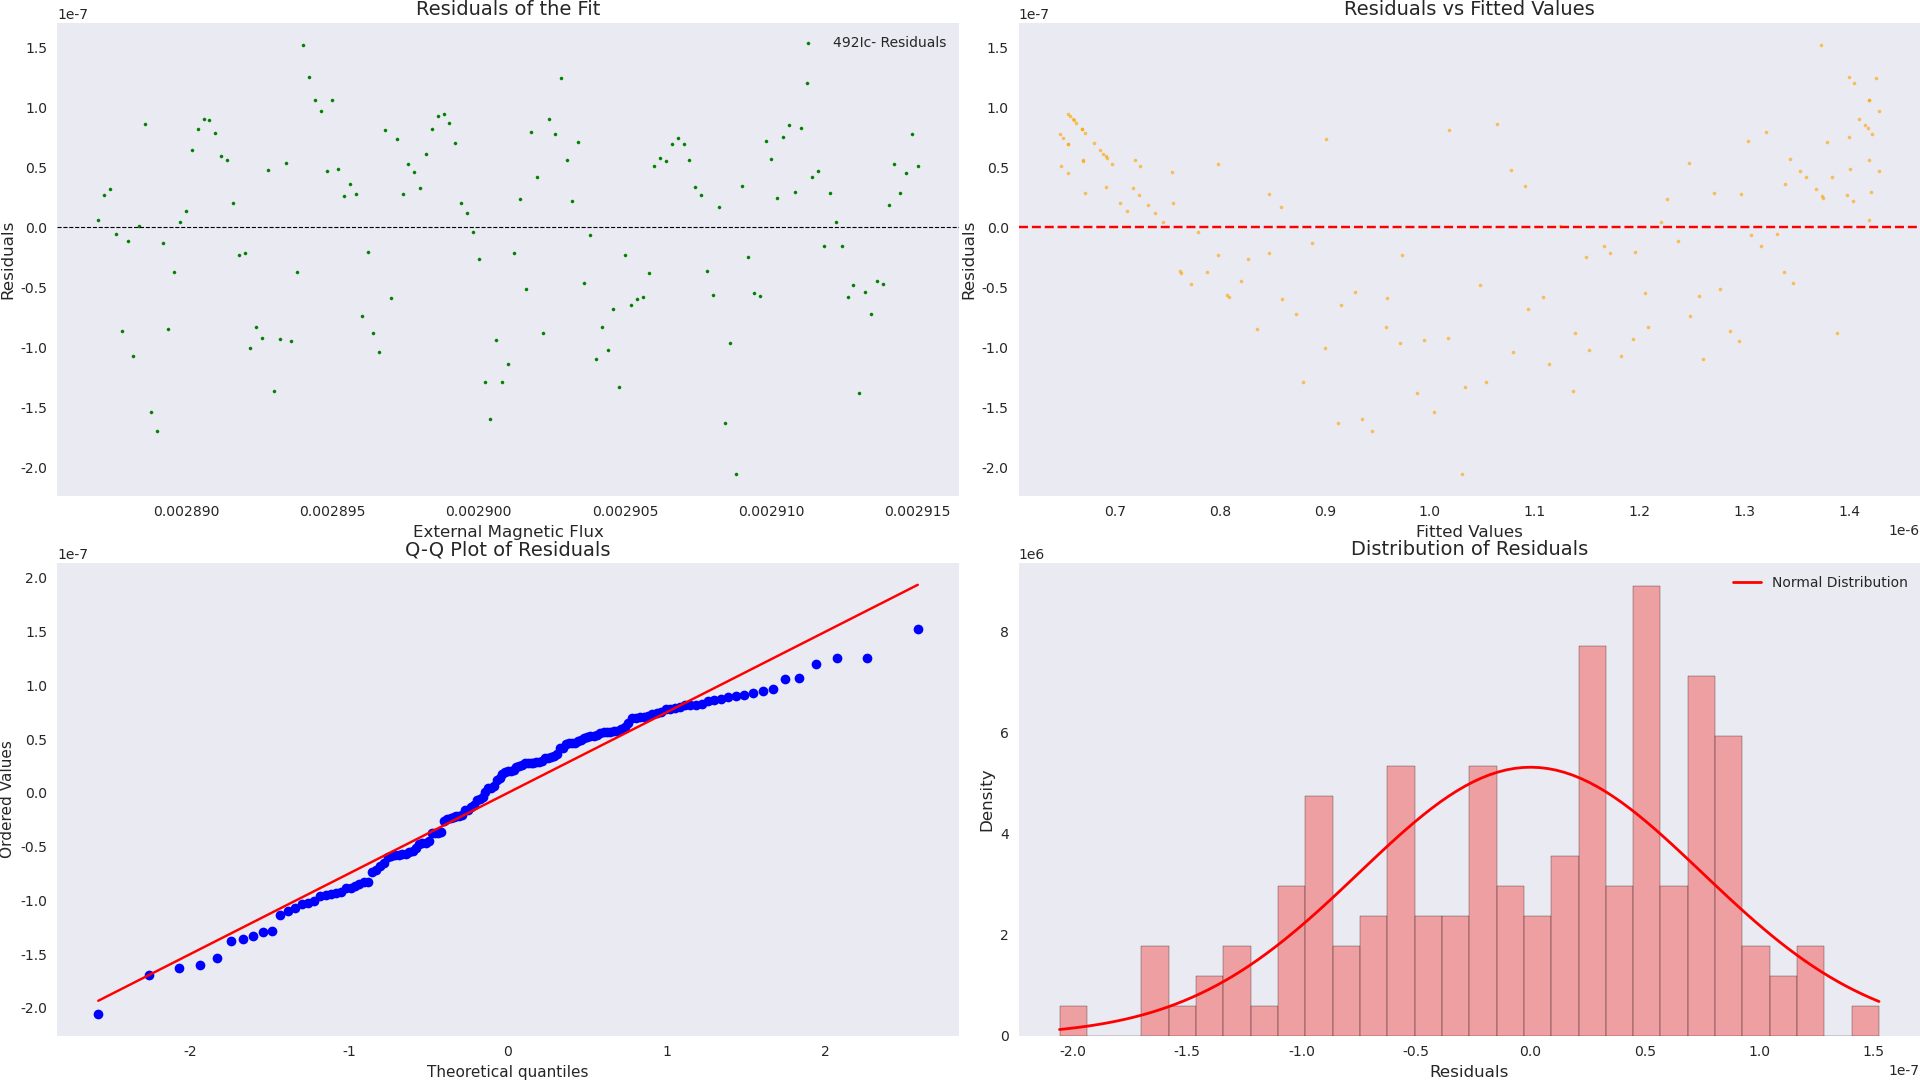 Residuals of the Fit
1e-7
492Ic- Residuals
1.5
1.0
0.5
0.0
-0.5
-1.0
-1.5
-2.0
Residuals
0.002890 0.002895 0.002900 0.002905 0.002910 0.002915
External Magnetic Flux
Residuals vs Fitted Values
1e-7
1.5
1.0
0.5
0.0
-0.5
-1.0
-1.5
-2.0
Residuals
0.7 0.8 0.9 1.0 1.1 1.2 1.3 1.4
Fitted Values
1e-6
Q-Q Plot of Residuals
1e-7
2.0
1.5
1.0
0.5
0.0
-0.5
-1.0
-1.5
-2.0
Ordered Values
-2 -1 0 1 2
Theoretical quantiles
Distribution of Residuals
1e6
Normal Distribution
8
6
4
2
0
Density
-2.0 -1.5 -1.0 -0.5 0.0 0.5 1.0 1.5
Residuals
1e-7